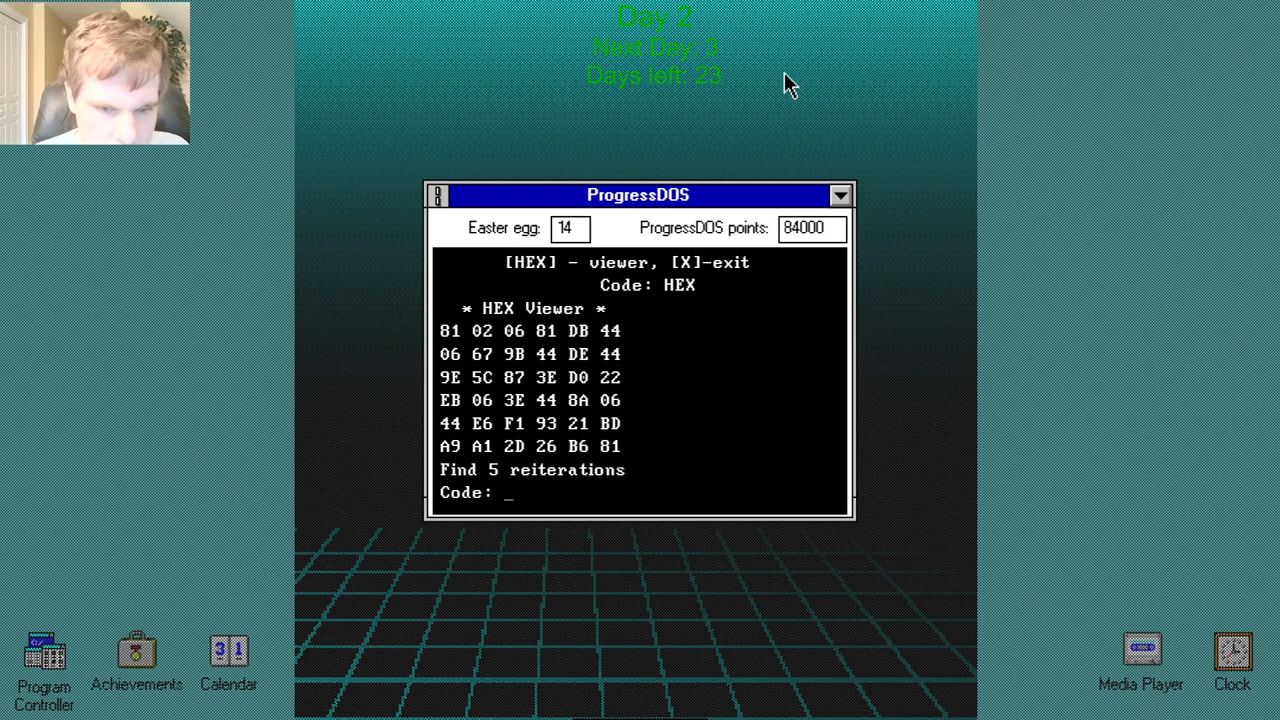 Day 2
Next Day: 3
Days left: 23
ProgressDOS
Easter egg: 14 ProgressDOS points: 84000
[HEX] - viewer, [X]-exit
Code: HEX
* HEX Viewer *
81 02 06 81 DB 44
06 67 9B 44 DE 44
9E 5C 87 3E D0 22
EB 06 3E 44 8A 06
44 E6 F1 93 21 BD
A9 A1 2D 26 B6 81
Find 5 reiterations
Code: _
Program Controller
Achievements
31
Calendar
Media Player
Clock